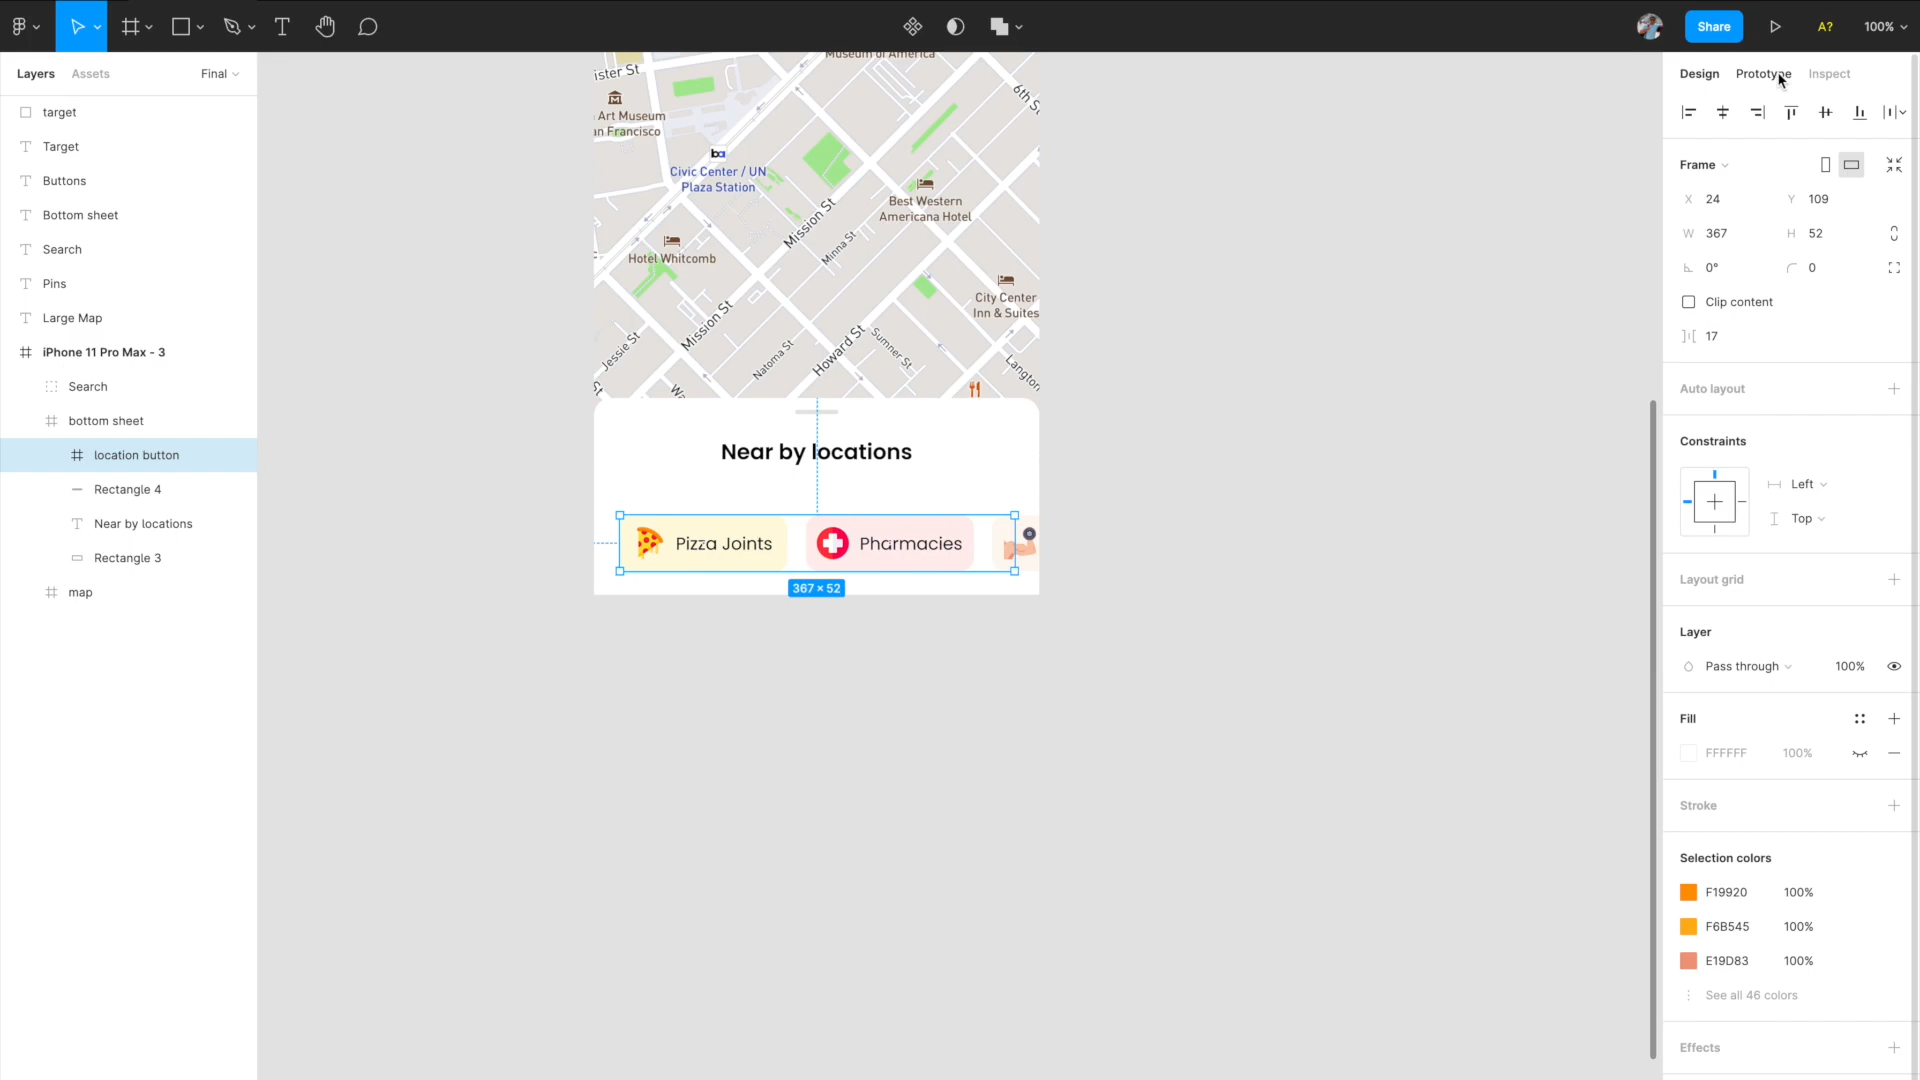 Share
A?
100%
Layers
Assets
Final
target
Target
Buttons
Bottom sheet
Search
Pins
Large Map
iPhone 11 Pro Max - 3
Search
bottom sheet
location button
Rectangle 4
Near by locations
Rectangle 3
map
Museum of America
ister St
6th S
Art Museum
an Francisco
Civic Center / UN
Plaza Station
Best Western
Americana Hotel
Mission St
Minna St
Hotel Whitcomb
City Center
Inn & Suites
Mission St
Jessie St
Natoma St
Howard St
Sumner St
Langton
Wa
St
Near by locations
Pizza Joints
Pharmacies
367 × 52
Design
Prototype
Inspect
Frame
X 24
Y 109
W 367
H 52
0°
0
Clip content
17
Auto layout
Constraints
Left
Top
Layout grid
Layer
Pass through
100%
Fill
FFFFFF
100%
Stroke
Selection colors
F19920
100%
F6B545
100%
E19D83
100%
See all 46 colors
Effects